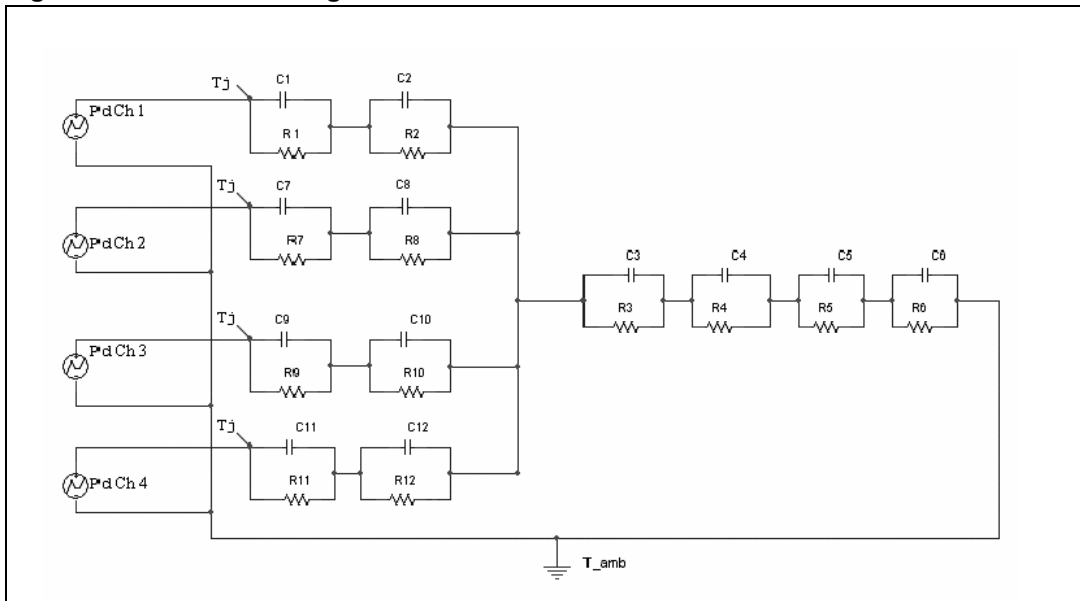 Tj
C1
C2
PdCh1
R1
R2
Tj
C7
C8
PdCh2
R7
R8
C3
C4
C5
C6
R3
R4
R5
R6
Tj
C9
C10
PdCh3
R9
R10
Tj
C11
C12
PdCh4
R11
R12
T_amb